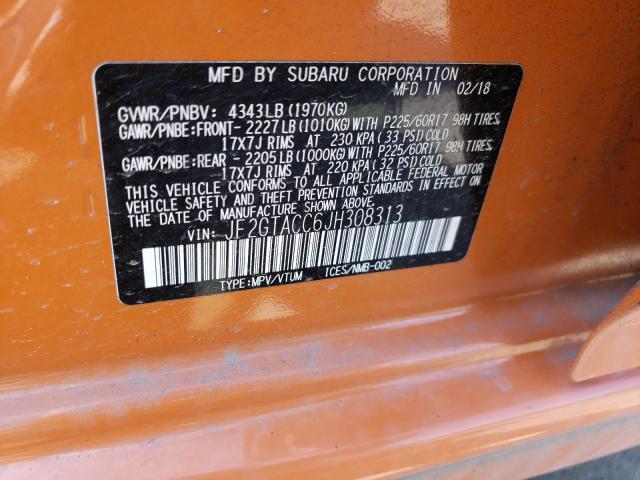 MFD BY SUBARU CORPORATION
MFD IN 02/18
GVWR/PNBV: 4343LB(1970KG)
GAWR/PNBE:FRONT-2227LB(1010KG)WITH P225/60R17 98H TIRES,
17X7J RIMS AT 230 KPA(33 PSI)COLD
GAWR/PNBE:REAR -2205LB(1000KG)WITH P225/60R17 98H TIRES,
17X7J RIMS AT 220 KPA(32 PSI)COLD
THIS VEHICLE CONFORMS TO ALL APPLICABLE FEDERAL MOTOR
VEHICLE SAFETY AND THEFT PREVENTION STANDARDS IN EFFECT ON
THE DATE OF MANUFACTURE SHOWN ABOVE.
VIN: JF2GTACC6JH308313
TYPE:MPV/VTUM ICES/NMB-002